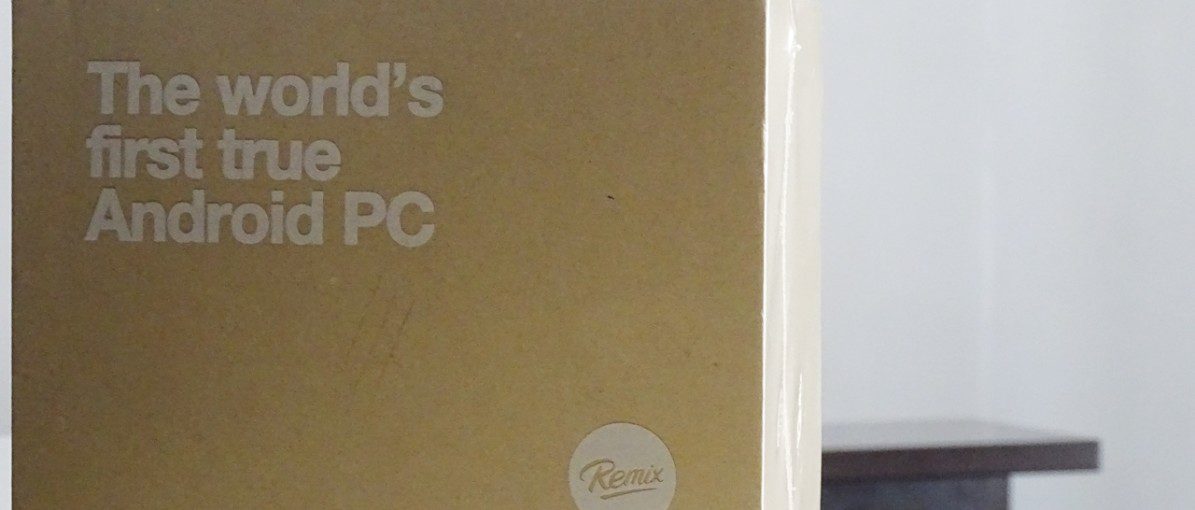 The world's
first true
Android PC
Remix